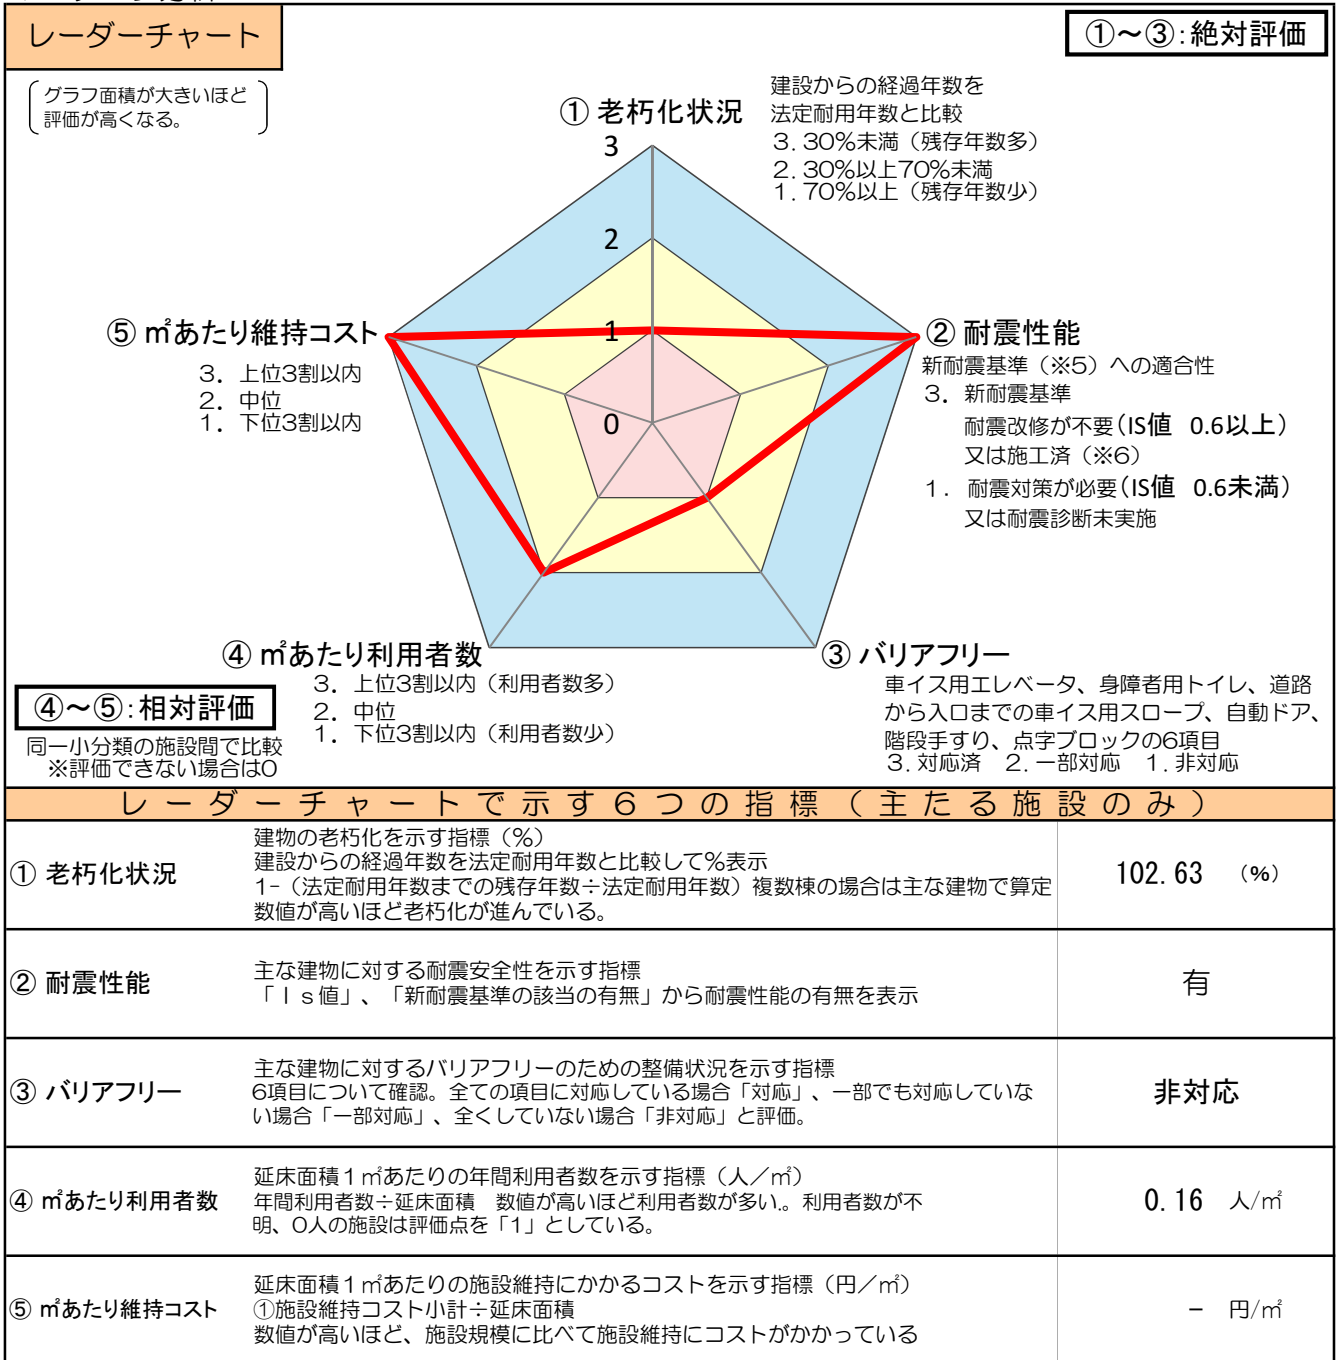 レーダーチャート
①～③:絶対評価
グラフ面積が大きいほど
評価が高くなる。
① 老朽化状況
建設からの経過年数を
法定耐用年数と比較
3. 30%未満（残存年数多）
2. 30%以上70%未満
1. 70%以上（残存年数少）
3
2
1
0
⑤ ㎡あたり維持コスト
3. 上位3割以内
2. 中位
1. 下位3割以内
② 耐震性能
新耐震基準（※5）への適合性
3. 新耐震基準
耐震改修が不要（IS値 0.6以上）
又は施工済（※6）
1. 耐震対策が必要（IS値 0.6未満）
又は耐震診断未実施
④ ㎡あたり利用者数
3. 上位3割以内（利用者数多）
2. 中位
1. 下位3割以内（利用者数少）
③ バリアフリー
車イス用エレベータ、身障者用トイレ、道路
から入口までの車イス用スロープ、自動ドア、
階段手すり、点字ブロックの6項目
3. 対応済 2. 一部対応 1. 非対応
④～⑤:相対評価
同一小分類の施設間で比較
※評価できない場合は0
レーダーチャートで示す６つの指標（主たる施設のみ）
① 老朽化状況
建物の老朽化を示す指標（%）
建設からの経過年数を法定耐用年数と比較して%表示
1-（法定耐用年数までの残存年数÷法定耐用年数）複数棟の場合は主な建物で算定
数値が高いほど老朽化が進んでいる。
102.63 （%）
② 耐震性能
主な建物に対する耐震安全性を示す指標
「Ｉｓ値」、「新耐震基準の該当の有無」から耐震性能の有無を表示
有
③ バリアフリー
主な建物に対するバリアフリーのための整備状況を示す指標
6項目について確認。全ての項目に対応している場合「対応」、一部でも対応していな
い場合「一部対応」、全くしていない場合「非対応」と評価。
非対応
④ ㎡あたり利用者数
延床面積１㎡あたりの年間利用者数を示す指標（人／㎡）
年間利用者数÷延床面積 数値が高いほど利用者数が多い。利用者数が不
明、0人の施設は評価点を「1」としている。
0.16 人/㎡
⑤ ㎡あたり維持コスト
延床面積１㎡あたりの施設維持にかかるコストを示す指標（円／㎡）
①施設維持コスト小計÷延床面積
数値が高いほど、施設規模に比べて施設維持にコストがかかっている
- 円/㎡